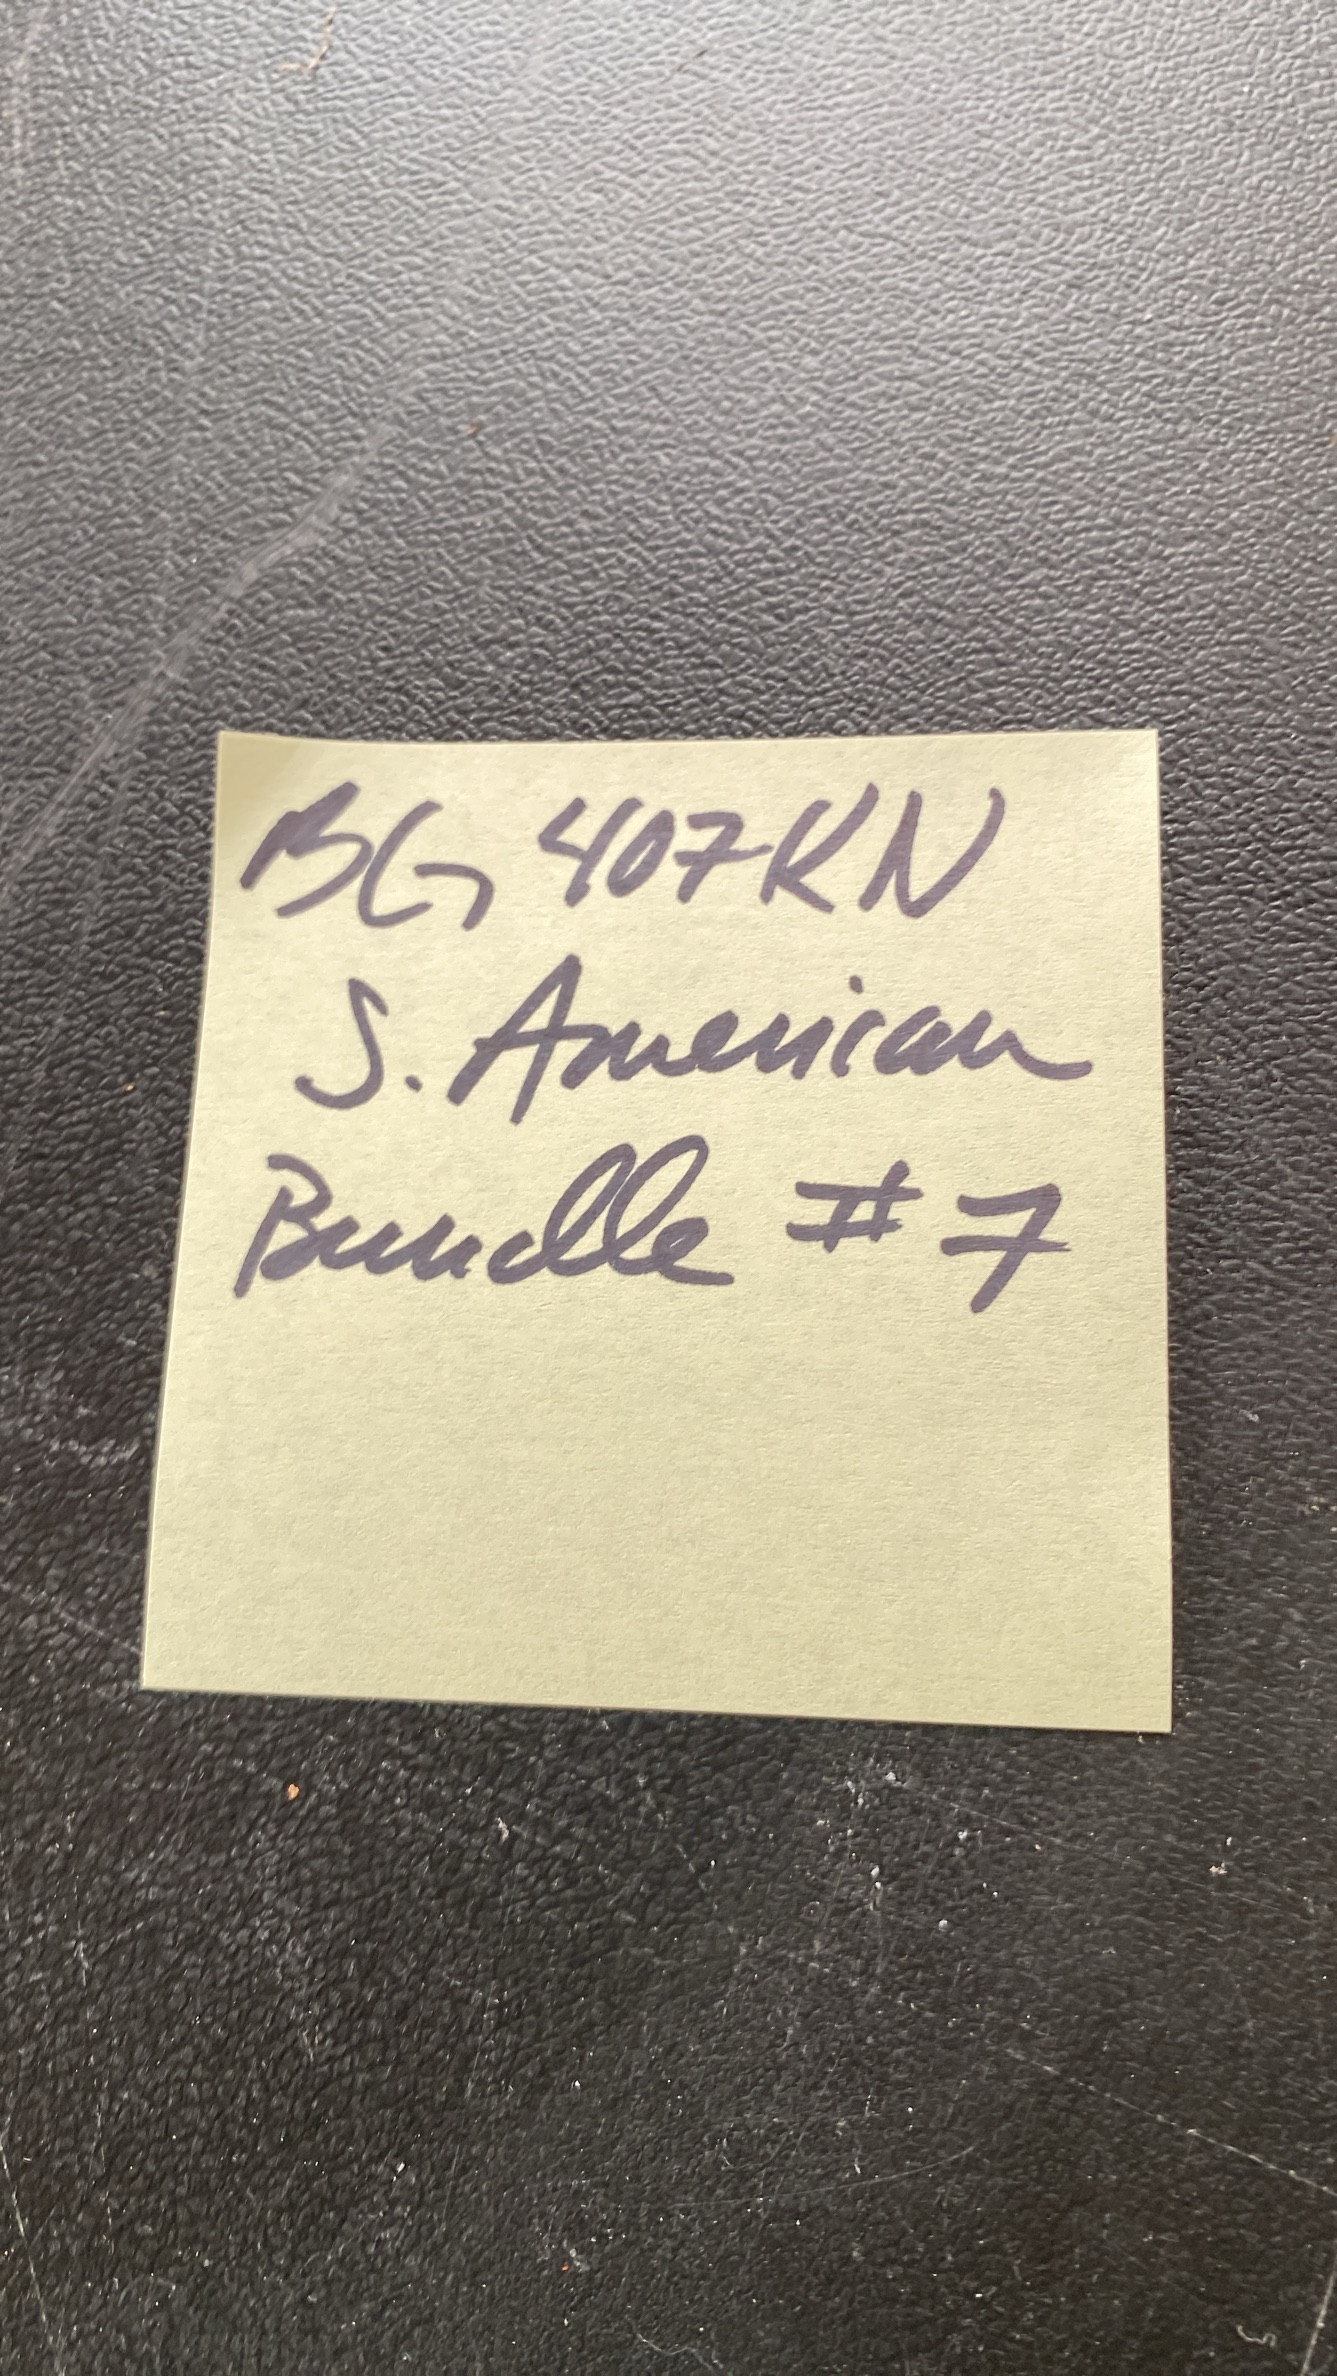 BG 407KN
S. American
Bundle #7